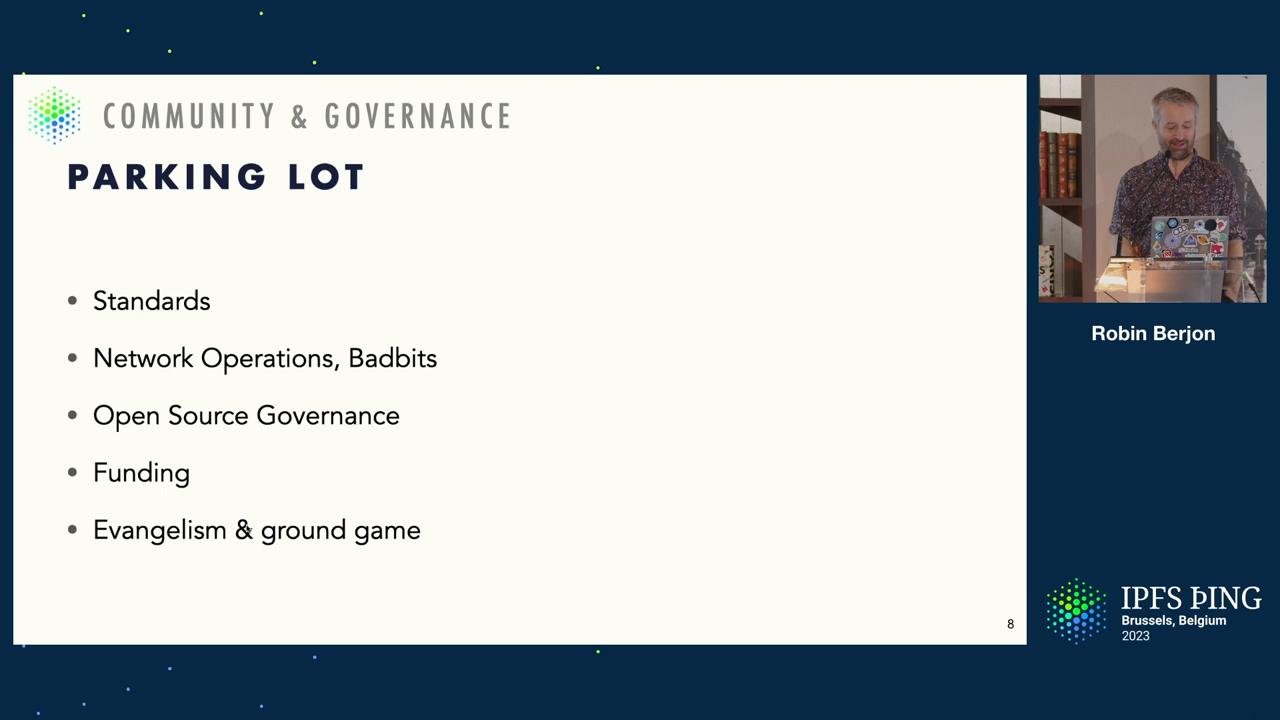 COMMUNITY & GOVERNANCE
PARKING LOT
• Standards
• Network Operations, Badbits
• Open Source Governance
• Funding
• Evangelism & ground game
8
Robin Berjon
IPFS ÞING
Brussels, Belgium
2023